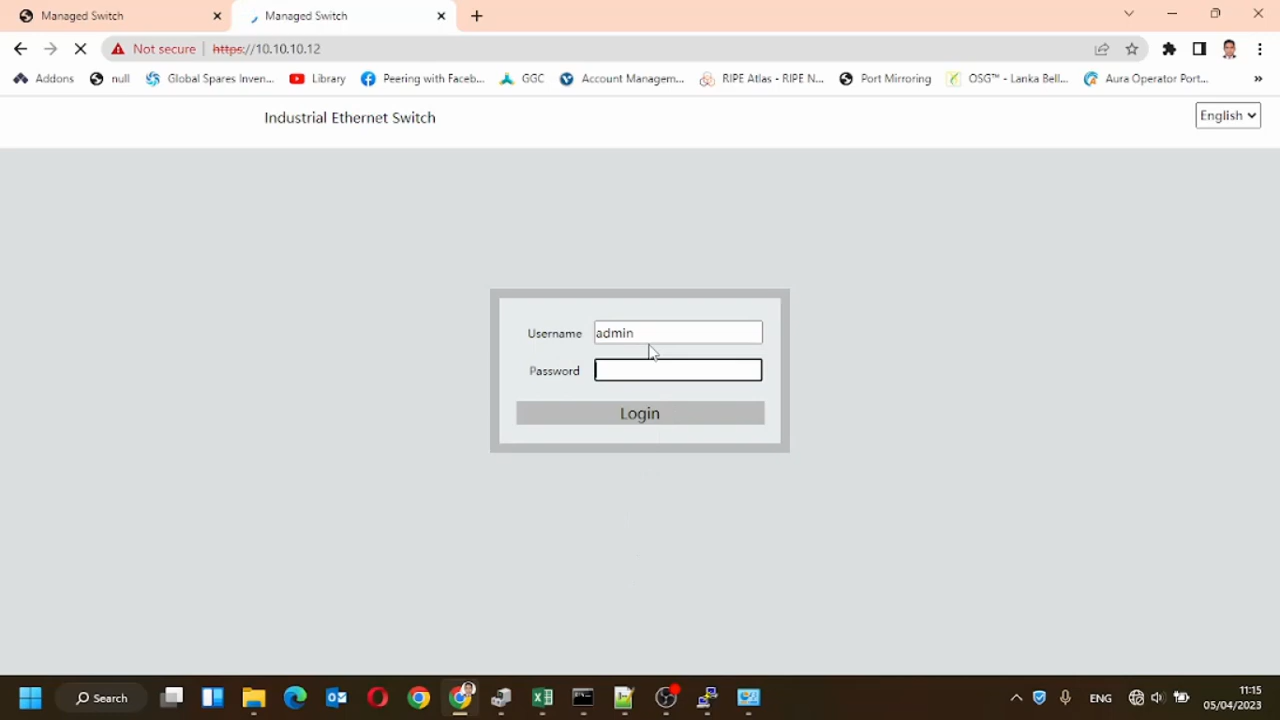 Managed Switch
Managed Switch
Not secure
https://10.10.10.12
Addons
null
Global Spares Inven...
Library
Peering with Faceb...
GGC
Account Managem...
RIPE Atlas - RIPE N...
Port Mirroring
OSG™ - Lanka Bell...
Aura Operator Port...
Industrial Ethernet Switch
English
Username
admin
Password
Login
Search
ENG
11:15
05/04/2023